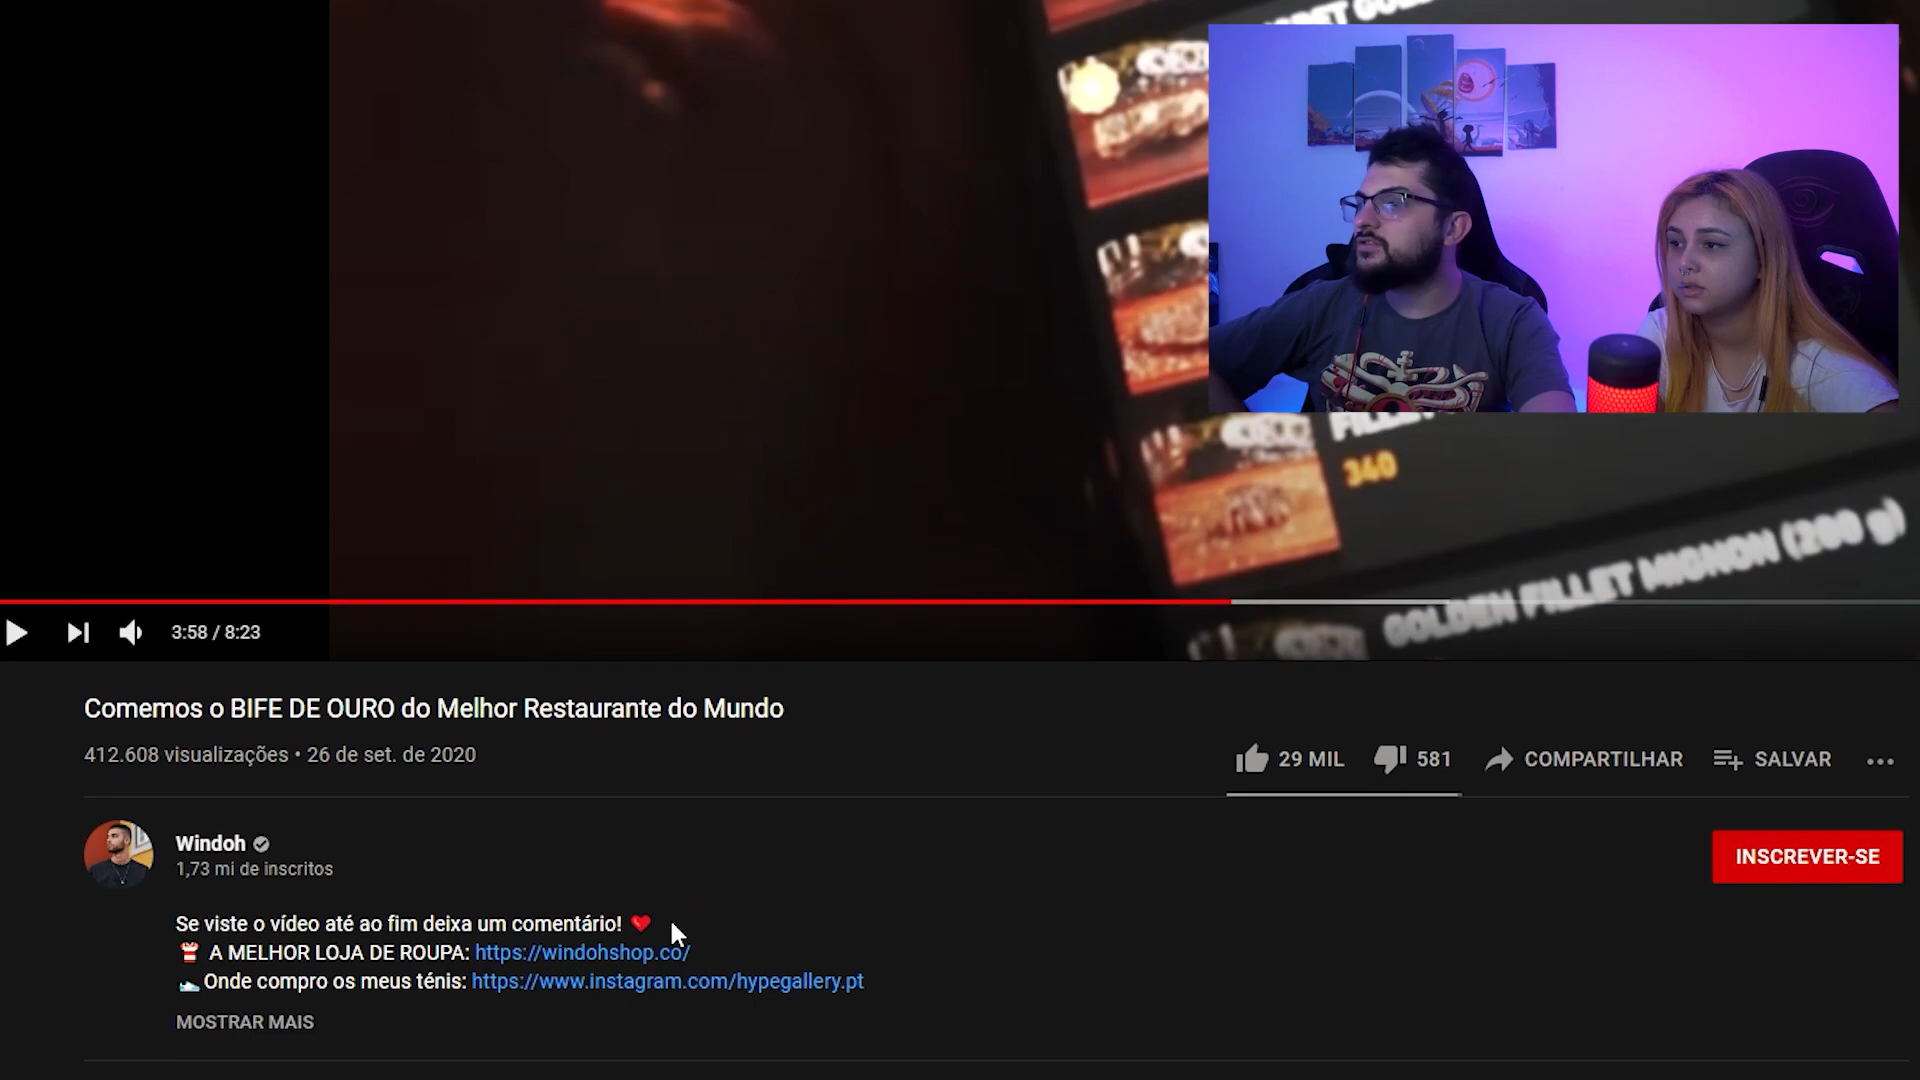 340
GOLDEN FILLET MIGNON (200 g)
3:58 / 8:23
Comemos o BIFE DE OURO do Melhor Restaurante do Mundo
412.608 visualizações • 26 de set. de 2020
29 MIL
581
COMPARTILHAR
SALVAR
Windoh
1,73 mi de inscritos
INSCREVER-SE
Se viste o vídeo até ao fim deixa um comentário! ❤️
A MELHOR LOJA DE ROUPA: https://windohshop.co/
Onde compro os meus ténis: https://www.instagram.com/hypegallery.pt
MOSTRAR MAIS